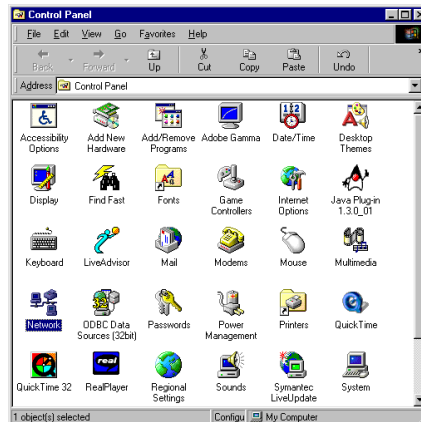 Control Panel
File Edit View Go Favorites Help
Back Forward Up Cut Copy Paste Undo
Address Control Panel
Accessibility Options
Add New Hardware
Add/Remove Programs
Adobe Gamma
Date/Time
Desktop Themes
Display
Find Fast
Fonts
Game Controllers
Internet Options
Java Plug-in 1.3.0_01
Keyboard
LiveAdvisor
Mail
Modems
Mouse
Multimedia
Network
ODBC Data Sources (32bit)
Passwords
Power Management
Printers
QuickTime
QuickTime 32
RealPlayer
Regional Settings
Sounds
Symantec LiveUpdate
System
1 object(s) selected
Configu
My Computer